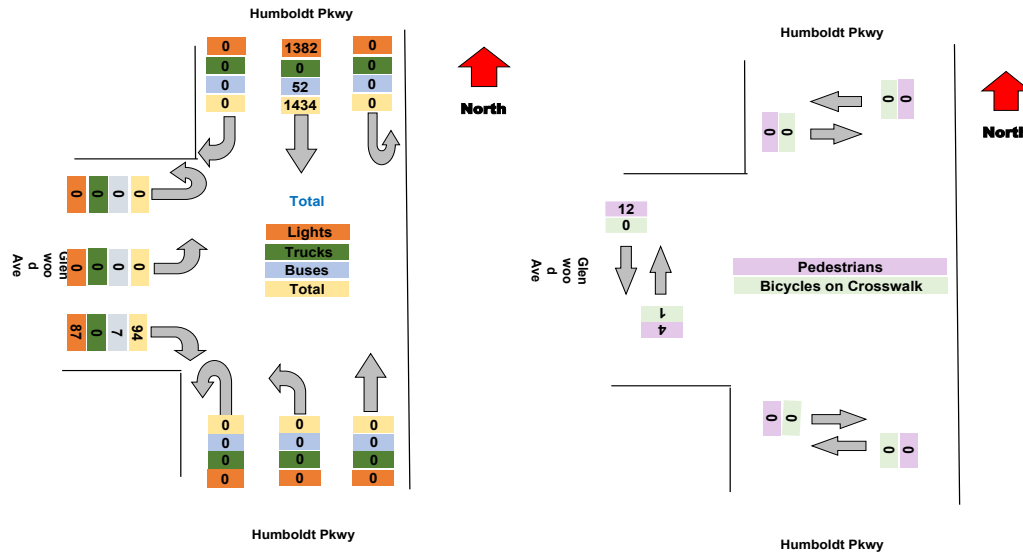 Humboldt Pkwy
0 1382 0
0 0 0
0 52 0
0 1434 0
North
0 0 0 0
Total
Lights
Trucks
Buses
Total
Glen
woo
d
Ave
0 0 0 0
87 0 7 94
0 0 0
0 0 0
0 0 0
0 0 0
Humboldt Pkwy
Humboldt Pkwy
0 0
0 0
North
12
0
Glen
woo
d
Ave
1
4
Pedestrians
Bicycles on Crosswalk
0 0
0 0
Humboldt Pkwy